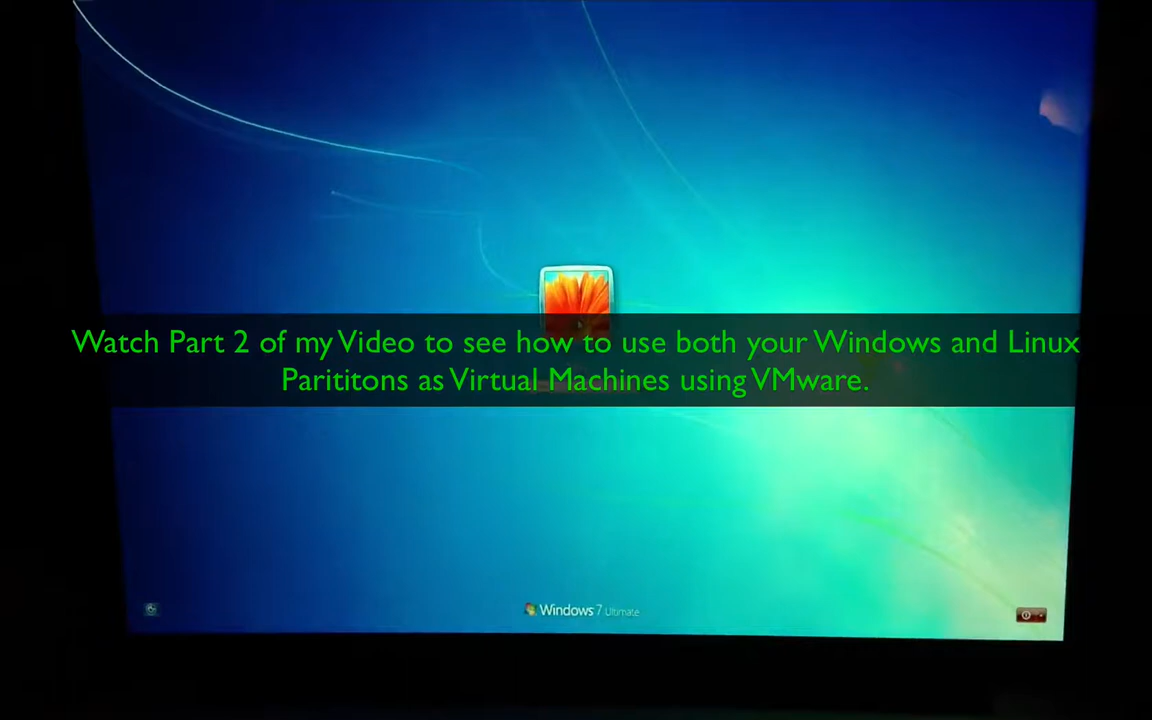 Watch Part 2 of my Video to see how to use both your Windows and Linux
Parititons as Virtual Machines using VMware.
Windows 7 Ultimate